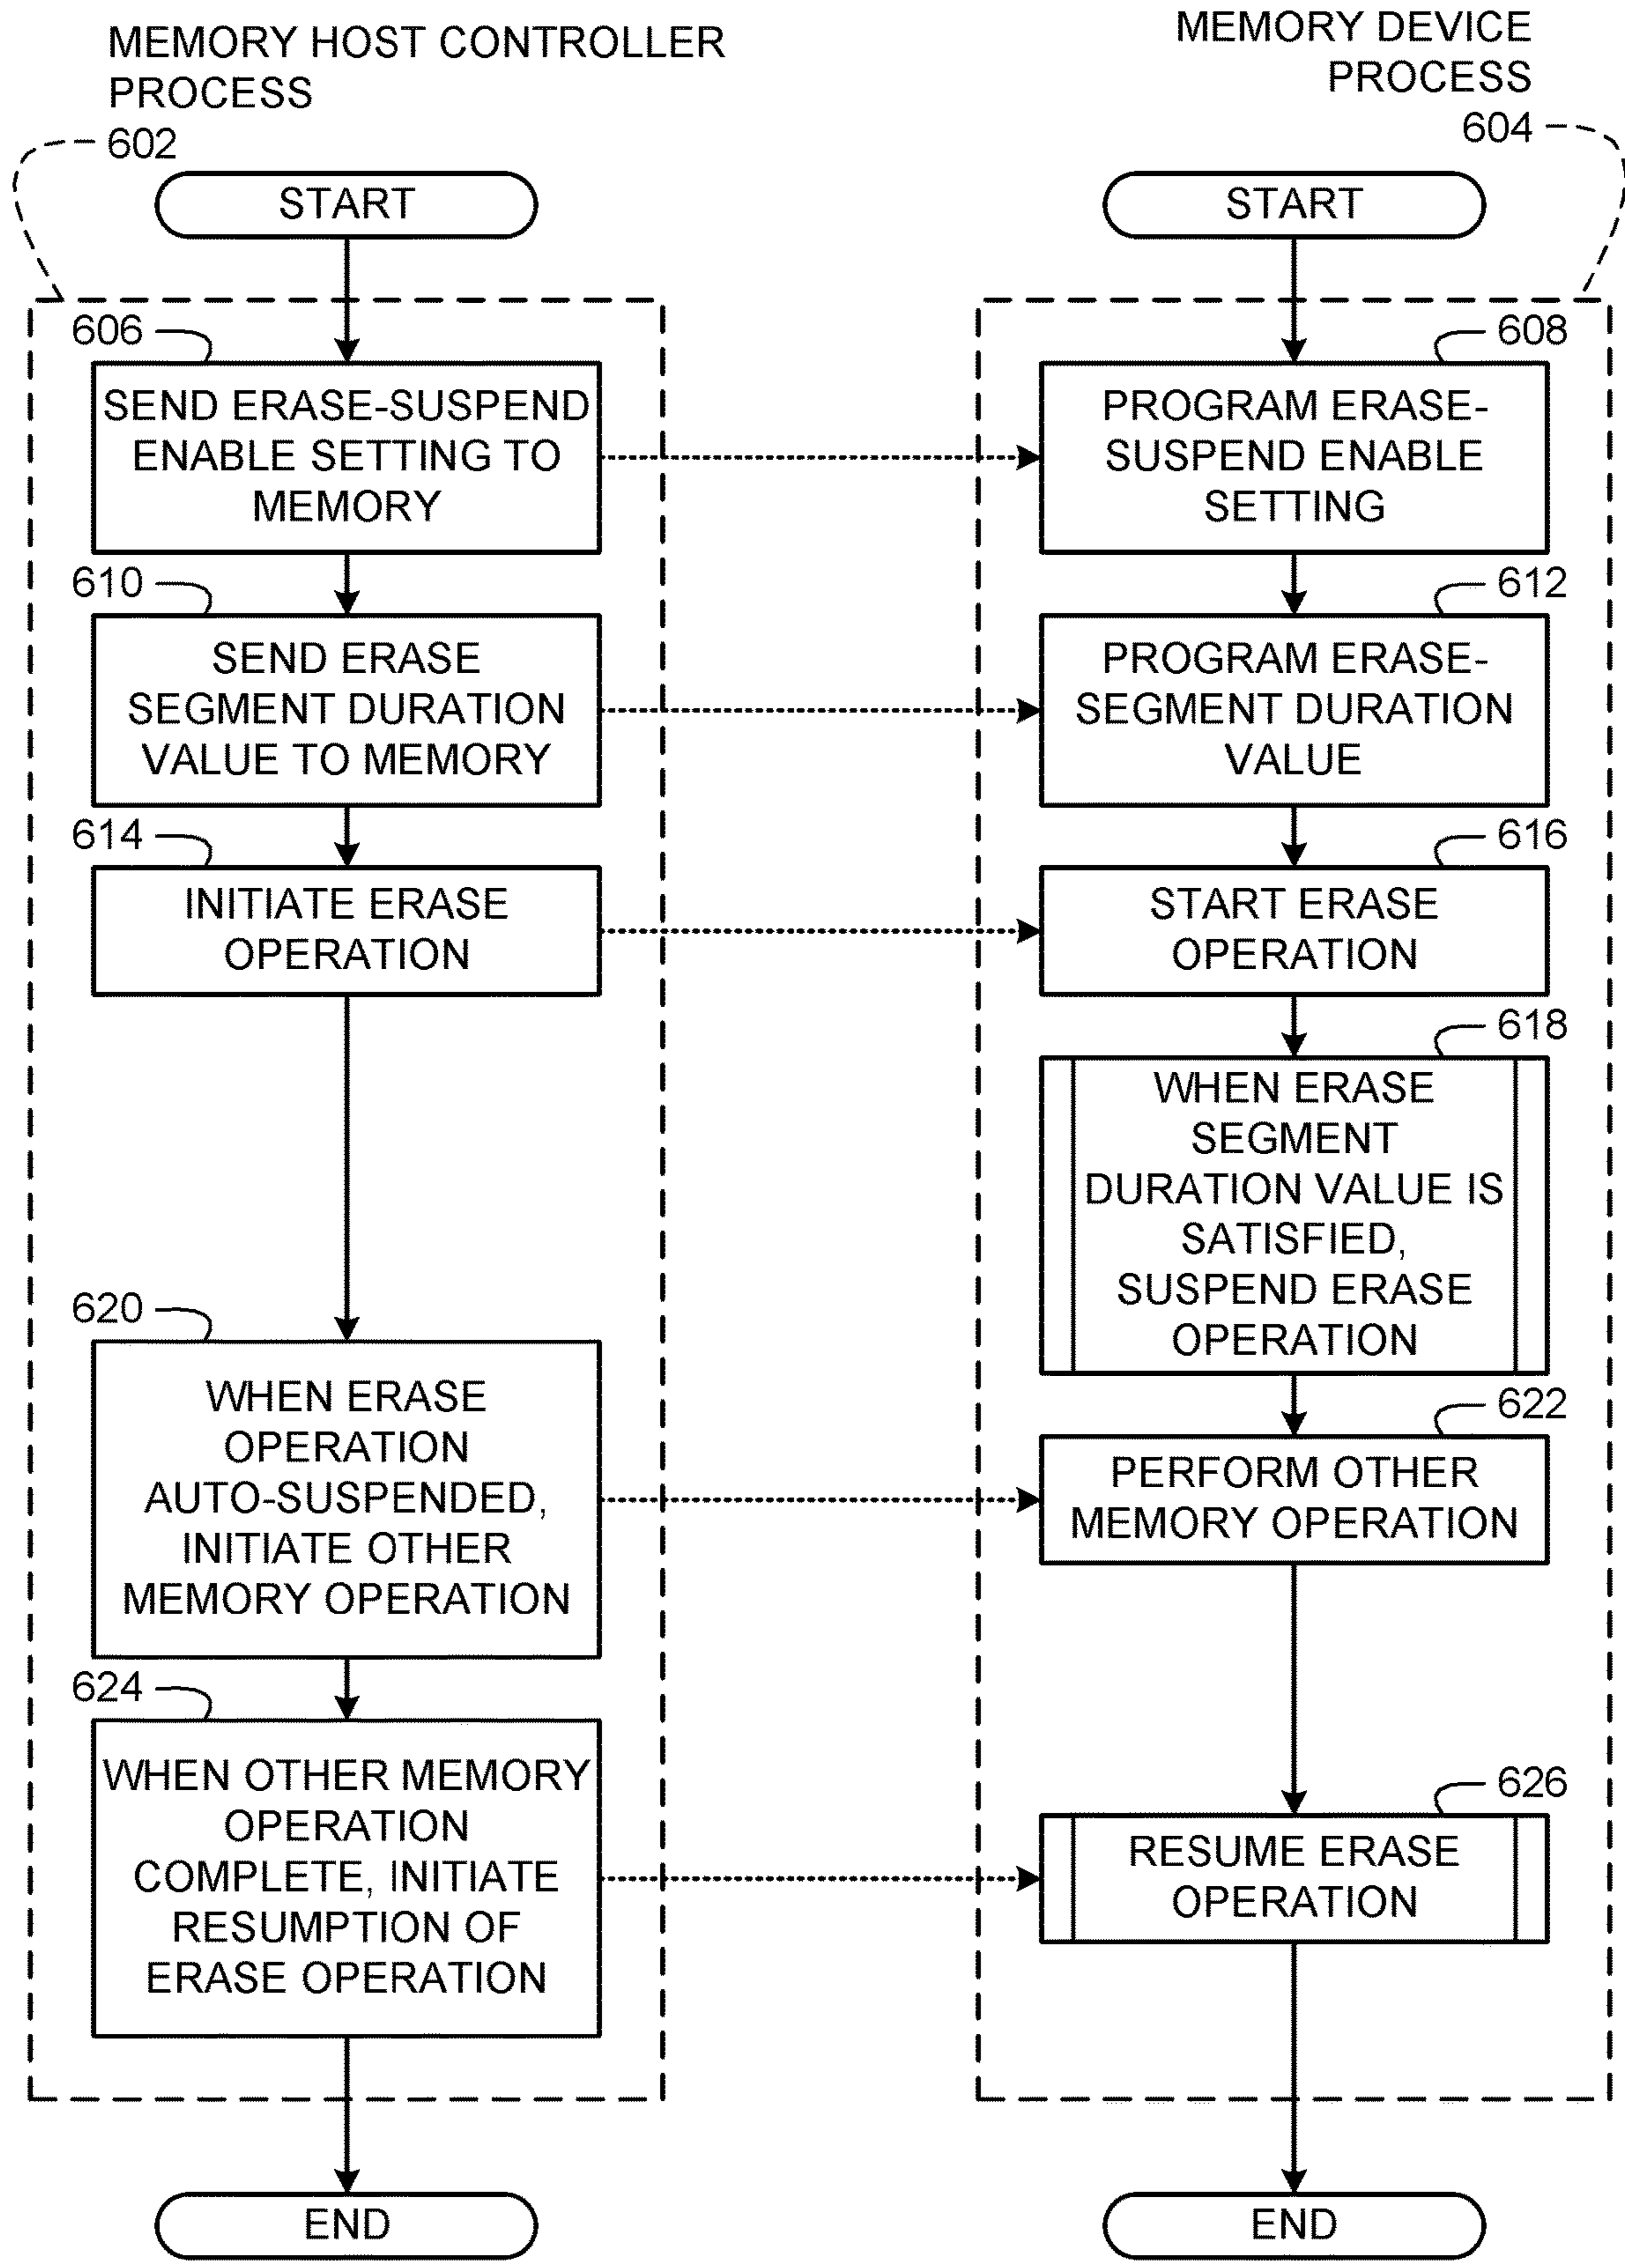 MEMORY HOST CONTROLLER
PROCESS
602
START
606
SEND ERASE-SUSPEND
ENABLE SETTING TO
MEMORY
610
SEND ERASE
SEGMENT DURATION
VALUE TO MEMORY
614
INITIATE ERASE
OPERATION
620
WHEN ERASE
OPERATION
AUTO-SUSPENDED,
INITIATE OTHER
MEMORY OPERATION
624
WHEN OTHER MEMORY
OPERATION
COMPLETE, INITIATE
RESUMPTION OF
ERASE OPERATION
END
MEMORY DEVICE
PROCESS
604
START
608
PROGRAM ERASE-
SUSPEND ENABLE
SETTING
612
PROGRAM ERASE-
SEGMENT DURATION
VALUE
616
START ERASE
OPERATION
618
WHEN ERASE
SEGMENT
DURATION VALUE IS
SATISFIED,
SUSPEND ERASE
OPERATION
622
PERFORM OTHER
MEMORY OPERATION
626
RESUME ERASE
OPERATION
END